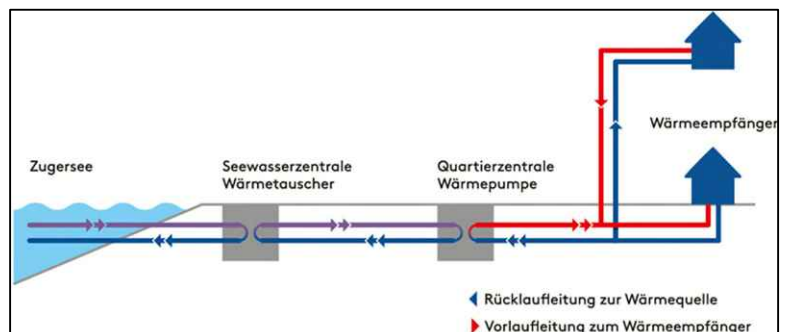 Wärmeempfänger
Zugersee
Seewasserzentrale
Wärmetauscher
Quartierzentrale
Wärmepumpe
Rücklaufleitung zur Wärmequelle
Vorlaufleitung zum Wärmeempfänger